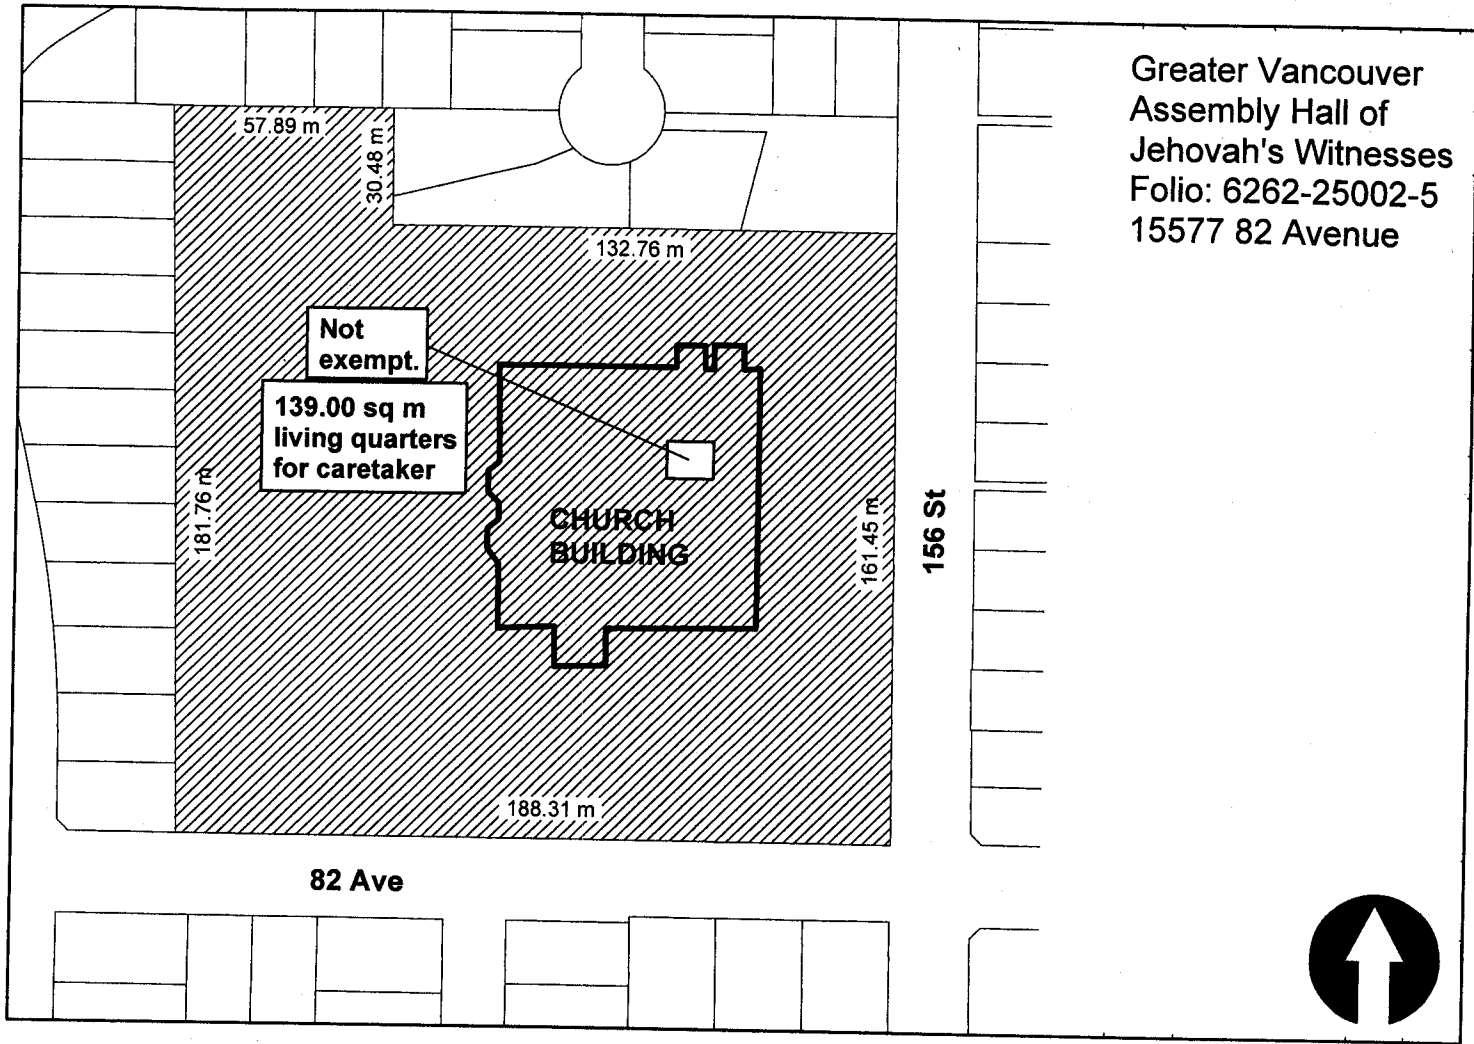 Greater Vancouver
Assembly Hall of
Jehovah's Witnesses
Folio: 6262-25002-5
15577 82 Avenue
57.89 m
30.48 m
132.76 m
Not
exempt.
139.00 sq m
living quarters
for caretaker
181.76 m
CHURCH
BUILDING
161.45 m
156 St
188.31 m
82 Ave